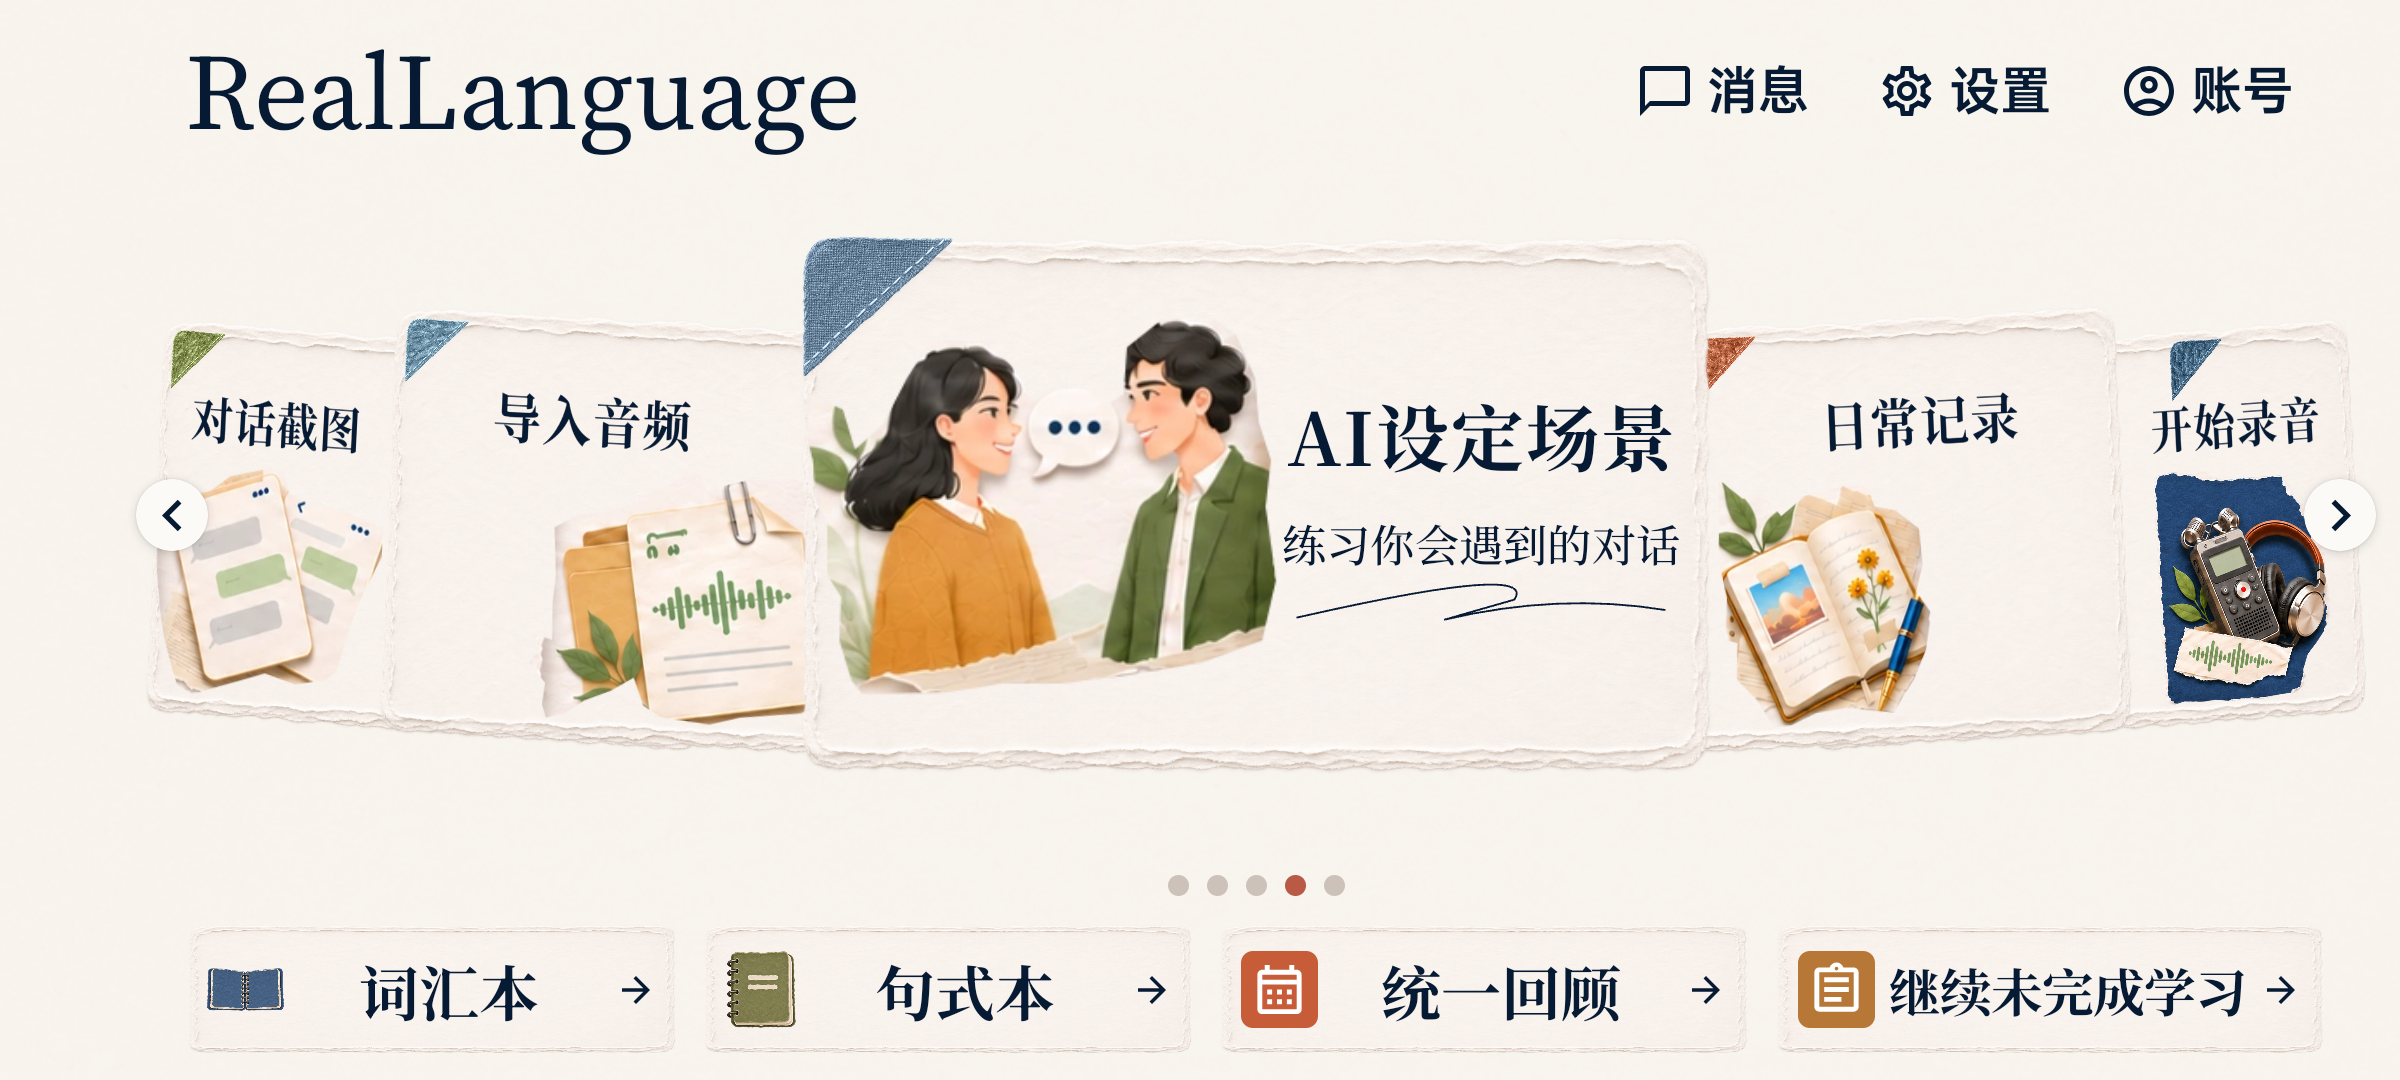 RealLanguage
消息
设置
账号
对话截图
导入音频
AI设定场景
练习你会遇到的对话
日常记录
开始录音
词汇本
句式本
统一回顾
继续未完成学习